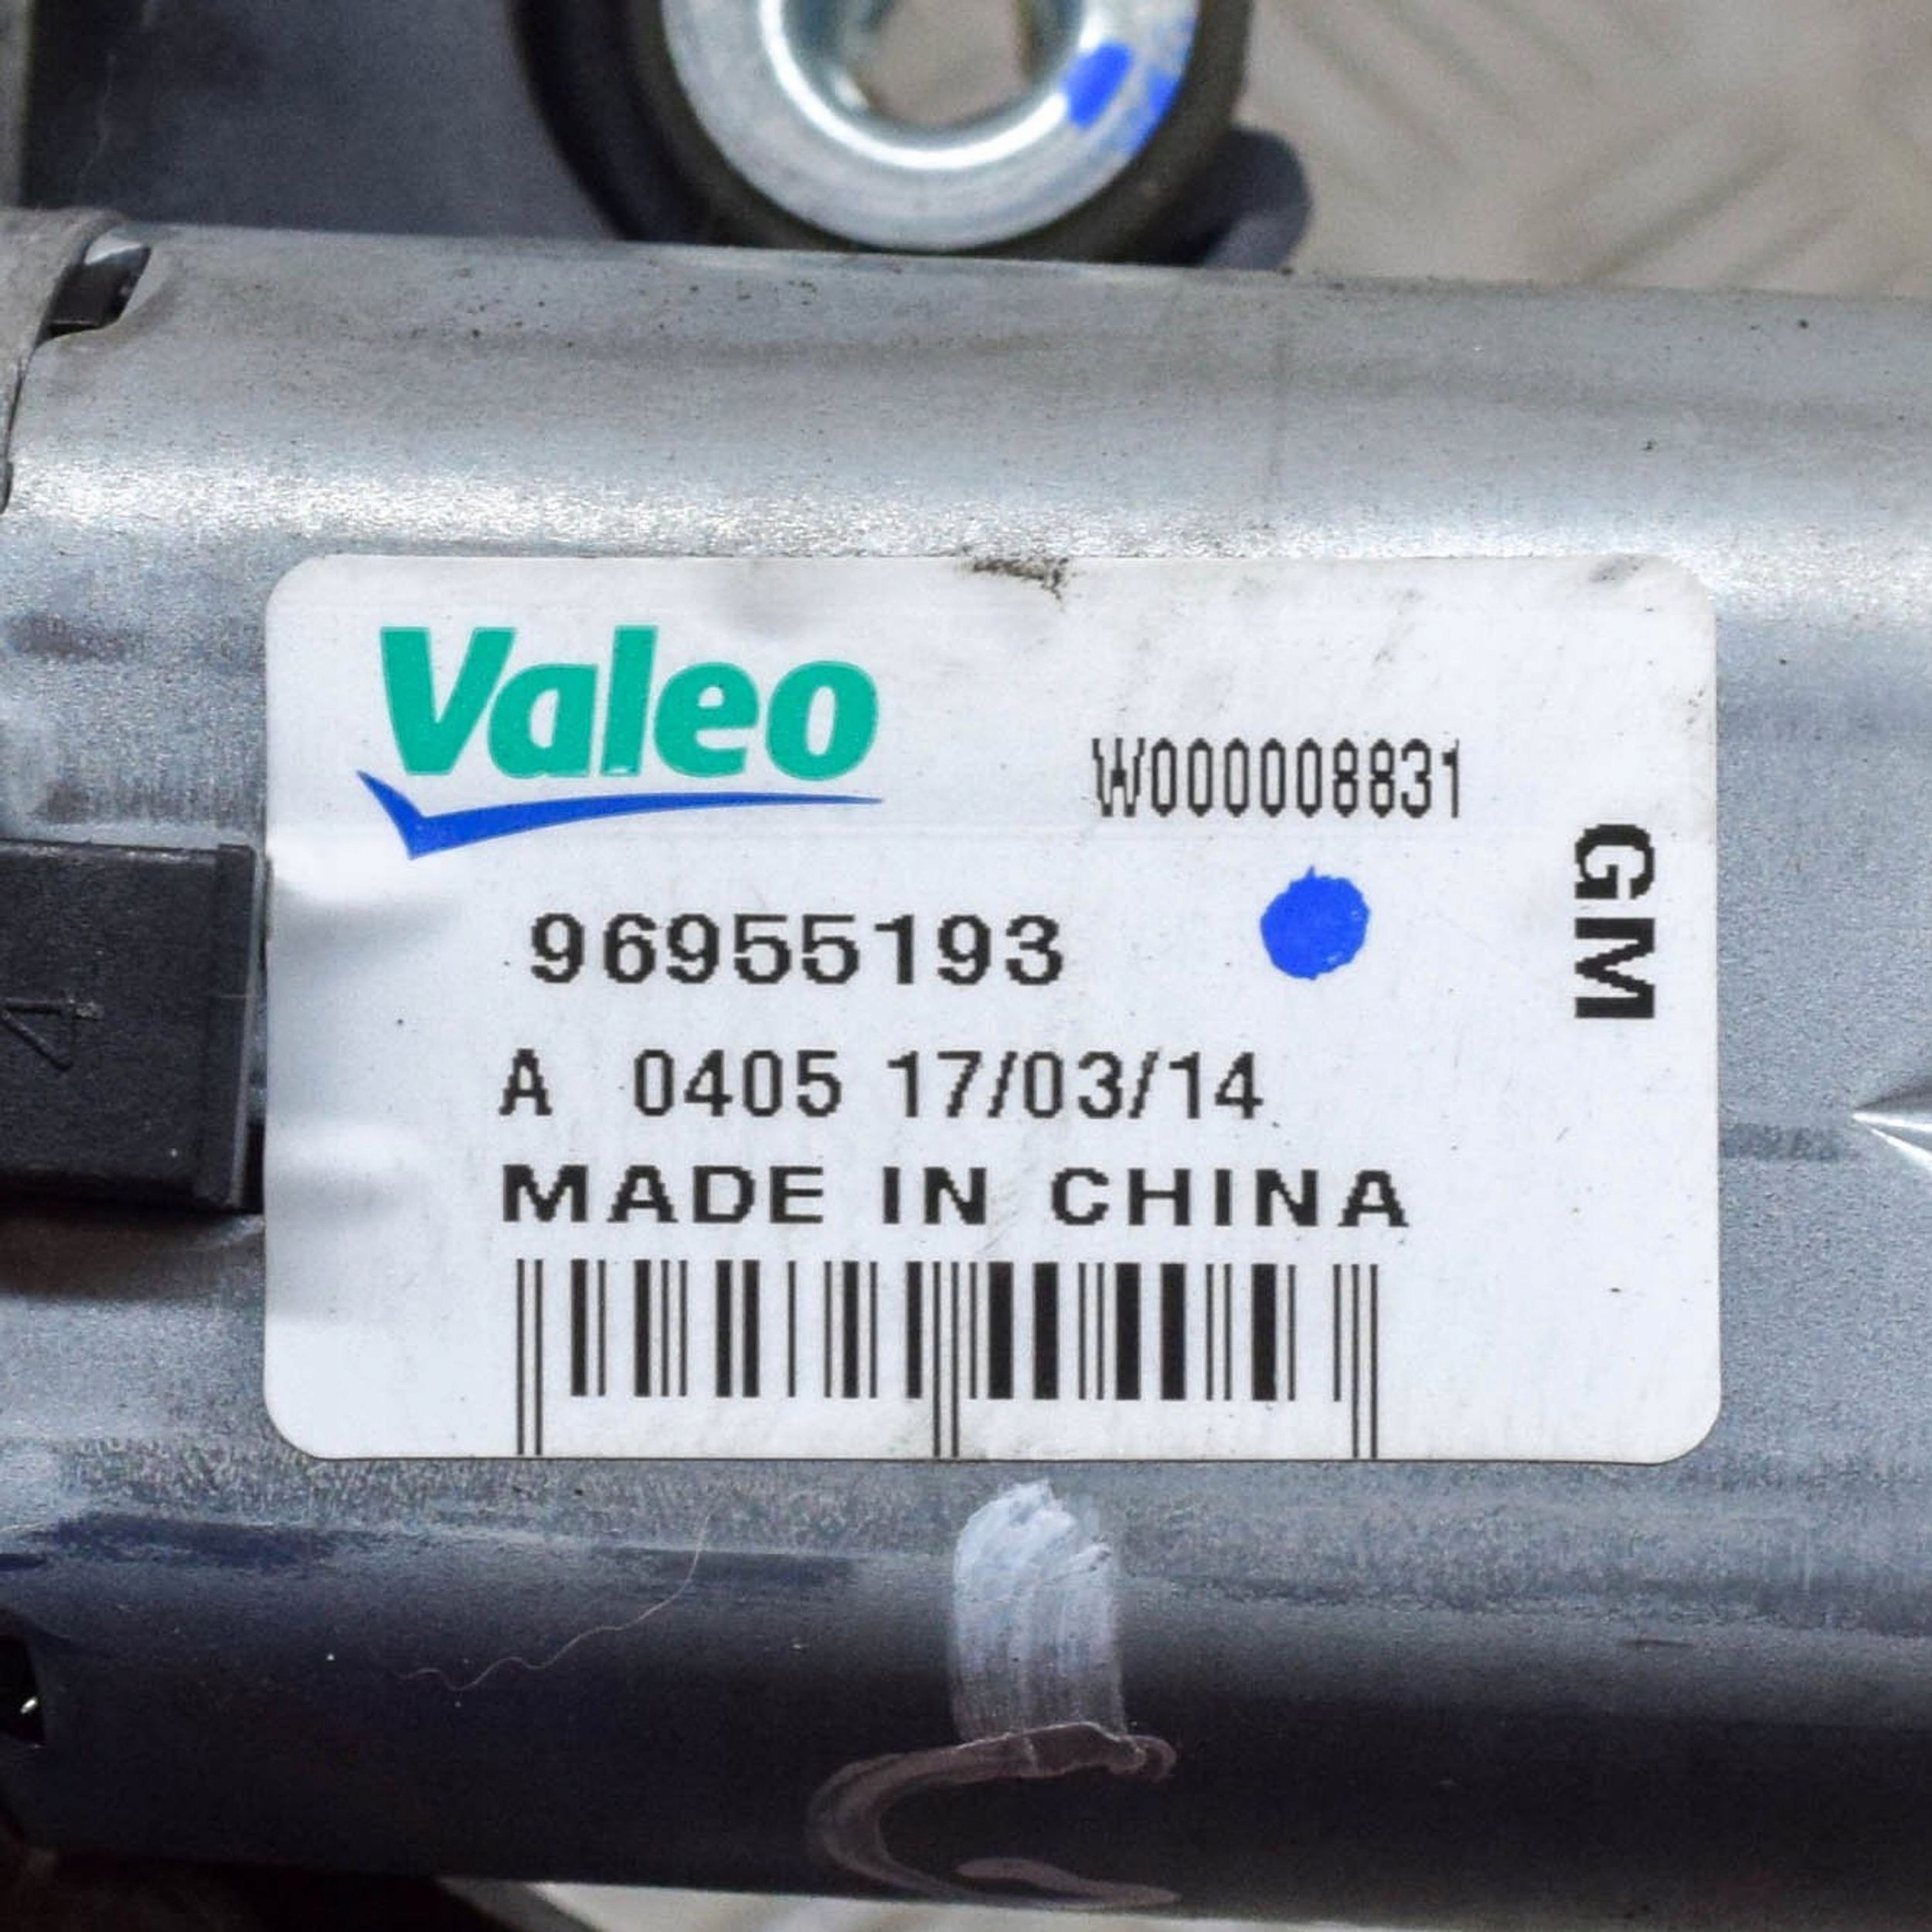 Valeo
W000008831
96955193
GM
A 0405 17/03/14
MADE IN CHINA